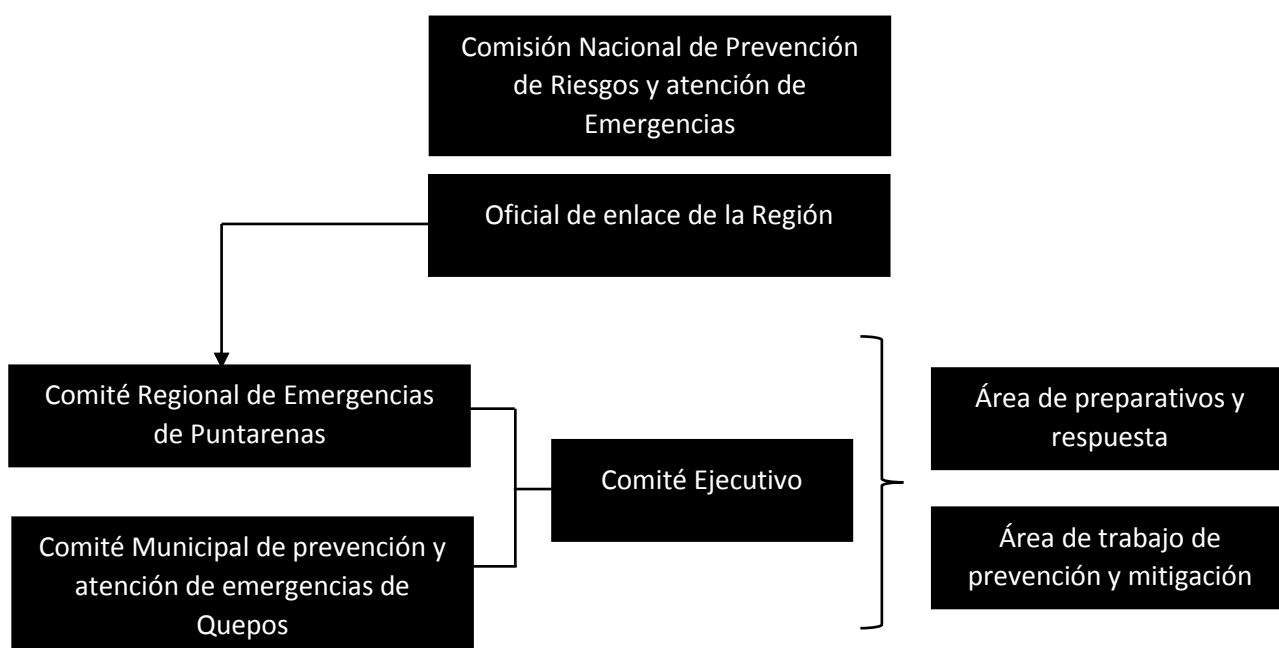 Comisión Nacional de Prevención
de Riesgos y atención de
Emergencias
Oficial de enlace de la Región
Comité Regional de Emergencias
de Puntarenas
Comité Municipal de prevención y
atención de emergencias de
Quepos
Comité Ejecutivo
Área de preparativos y
respuesta
Área de trabajo de
prevención y mitigación